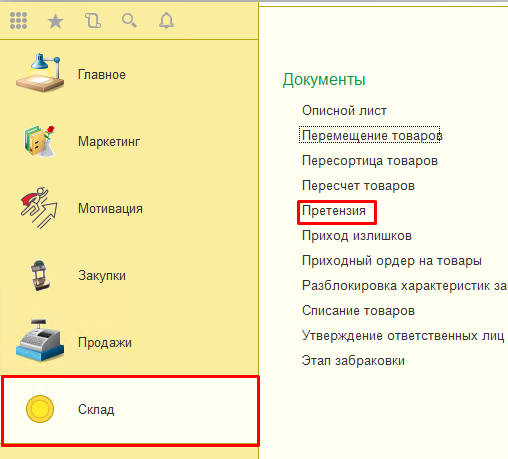 Главное
Маркетинг
Мотивация
Закупки
Продажи
Склад
Документы
Описной лист
Перемещение товаров
Пересортица товаров
Пересчет товаров
Претензия
Приход излишков
Приходный ордер на товары
Разблокировка характеристик за
Списание товаров
Утверждение ответственных лиц
Этап забраковки